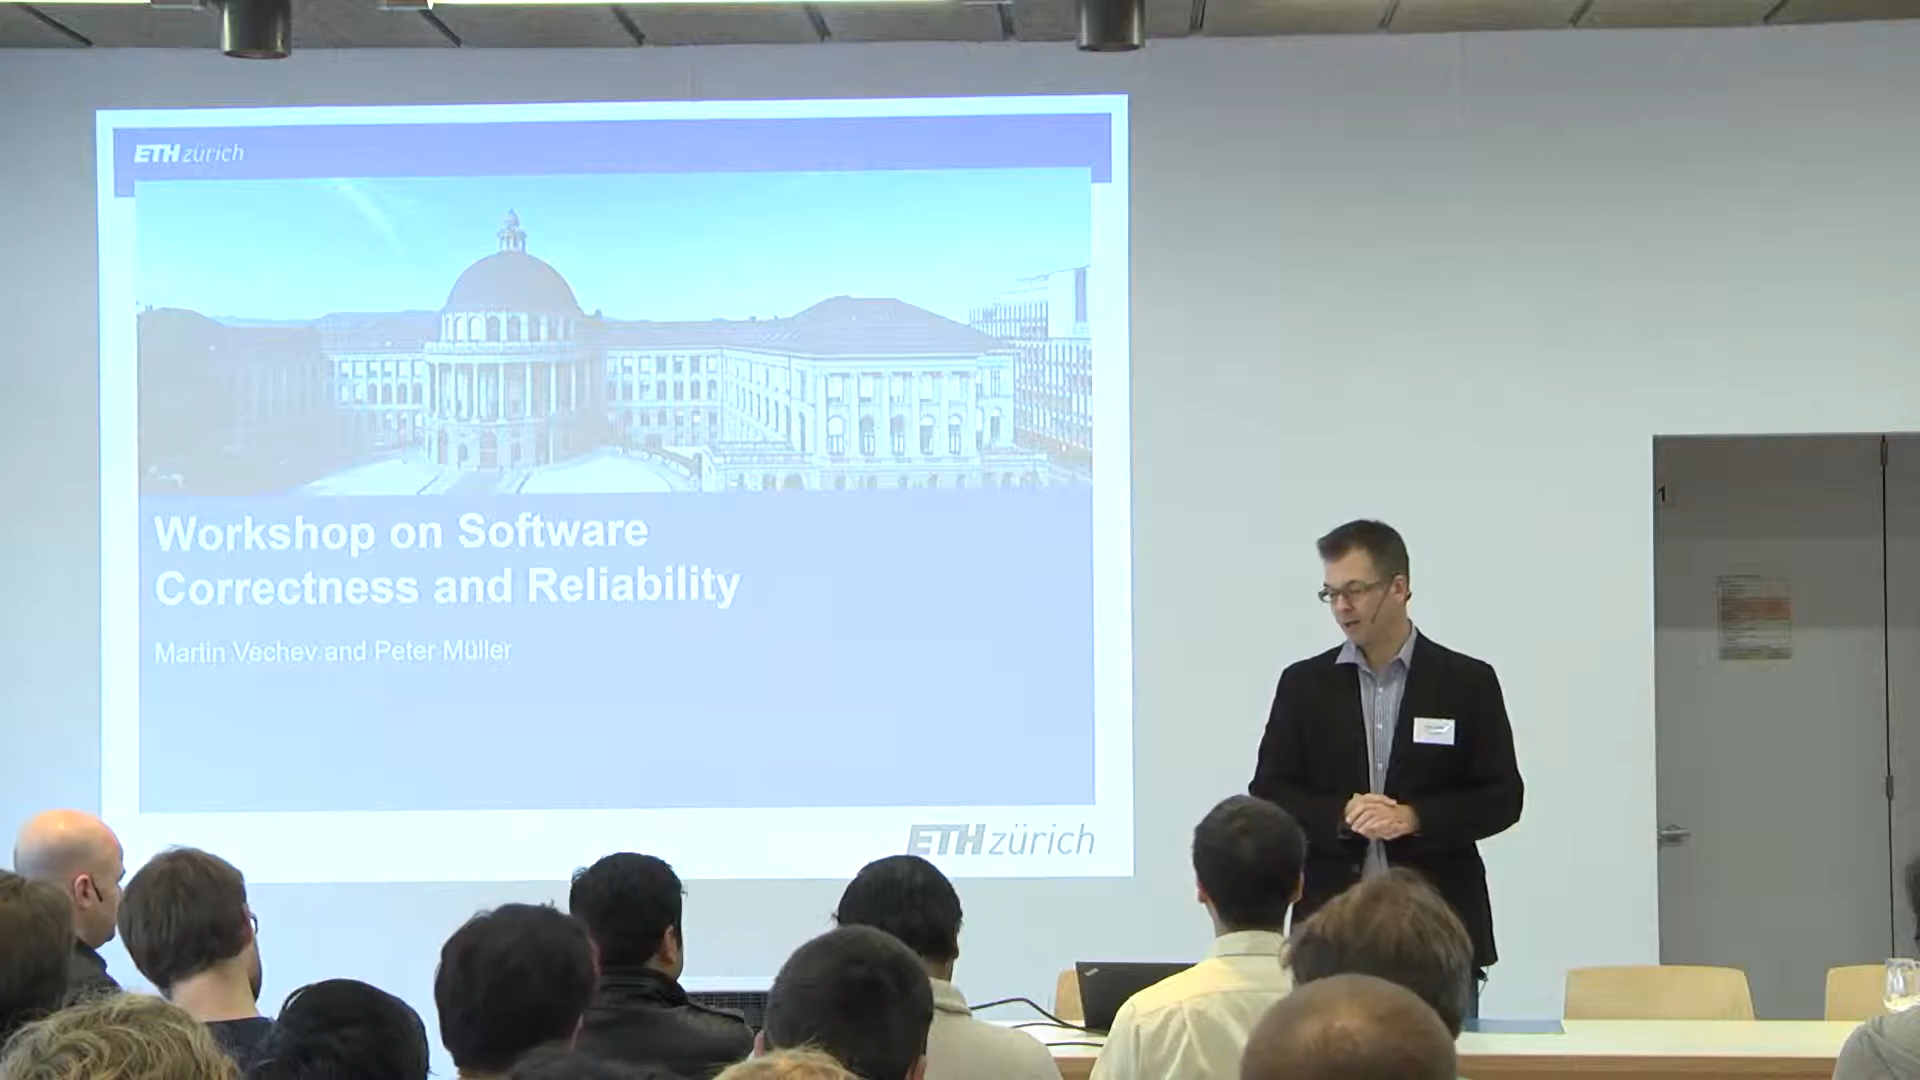 ETH zürich
Workshop on Software
Correctness and Reliability
Martin Vechev and Peter Müller
ETH zürich